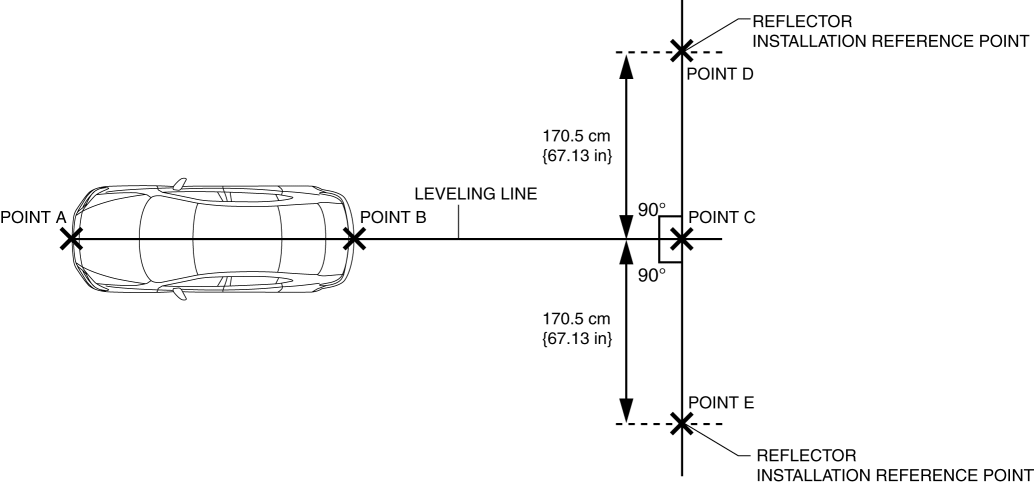 REFLECTOR
INSTALLATION REFERENCE POINT
POINT D
170.5 cm
{67.13 in}
LEVELING LINE
POINT A
POINT B
90°
POINT C
90°
170.5 cm
{67.13 in}
POINT E
REFLECTOR
INSTALLATION REFERENCE POINT